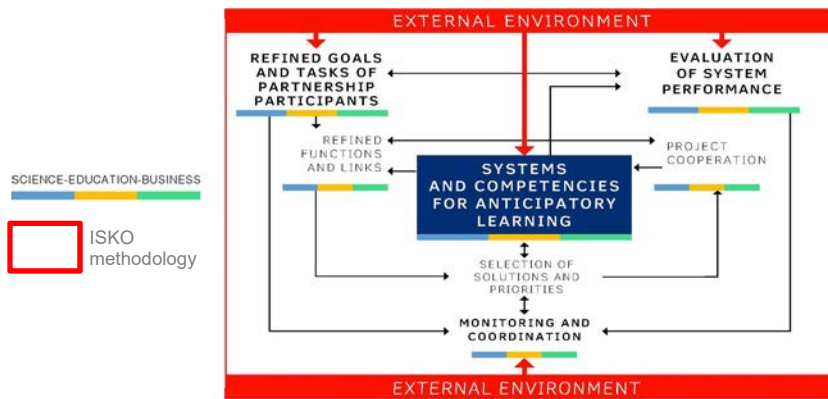 EXTERNAL ENVIRONMENT
REFINED GOALS
AND TASKS OF
PARTNERSHIP
PARTICIPANTS
EVALUATION
OF SYSTEM
PERFORMANCE
REFINED
FUNCTIONS
AND LINKS
PROJECT
COOPERATION
SYSTEMS
AND COMPETENCIES
FOR ANTICIPATORY
LEARNING
SCIENCE-EDUCATION-BUSINESS
ISKO
methodology
SELECTION OF
SOLUTIONS AND
PRIORITIES
MONITORING AND
COORDINATION
EXTERNAL ENVIRONMENT